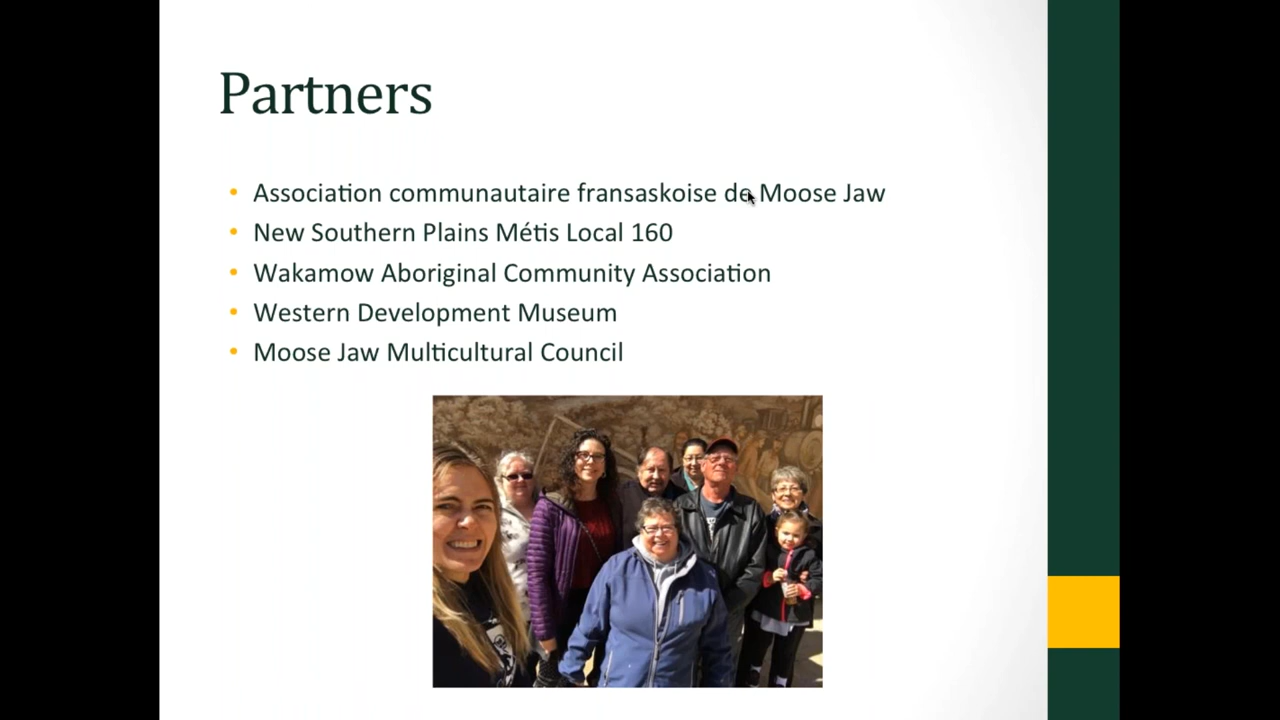 Partners
• Association communautaire fransaskoise de Moose Jaw
• New Southern Plains Métis Local 160
• Wakamow Aboriginal Community Association
• Western Development Museum
• Moose Jaw Multicultural Council